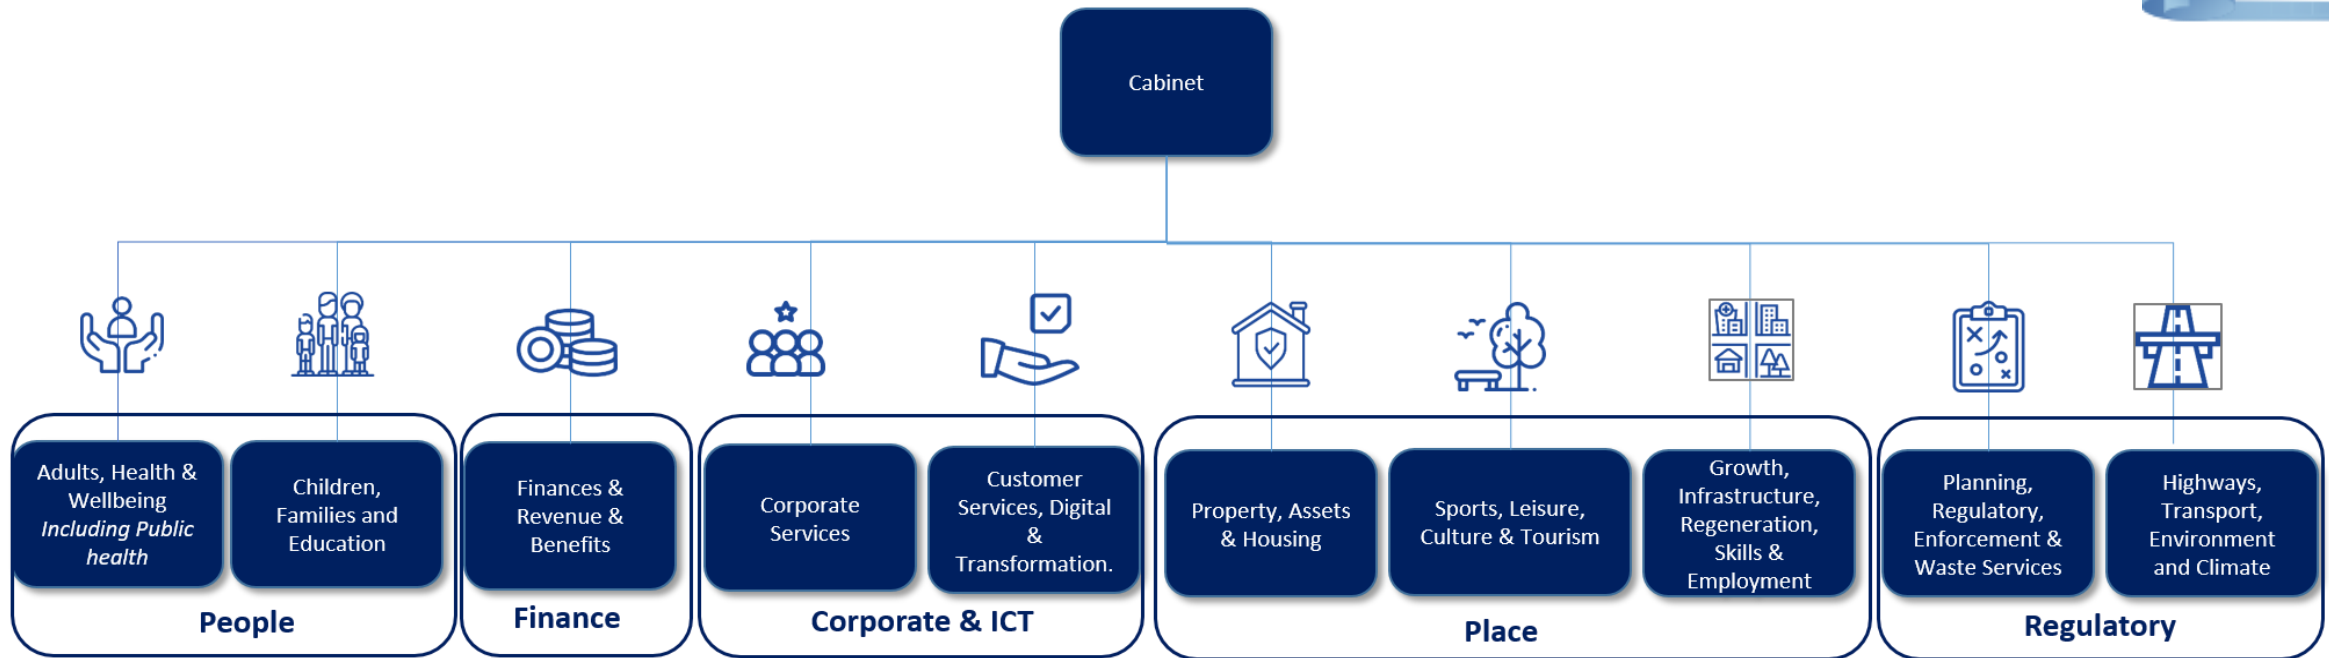 Cabinet
Adults, Health &
Wellbeing
Including Public
health
Children,
Families and
Education
Finances &
Revenue &
Benefits
Corporate
Services
Customer
Services, Digital
&
Transformation.
Property, Assets
& Housing
Sports, Leisure,
Culture & Tourism
Growth,
Infrastructure,
Regeneration,
Skills &
Employment
Planning,
Regulatory,
Enforcement &
Waste Services
Highways,
Transport,
Environment
and Climate
People
Finance
Corporate & ICT
Place
Regulatory